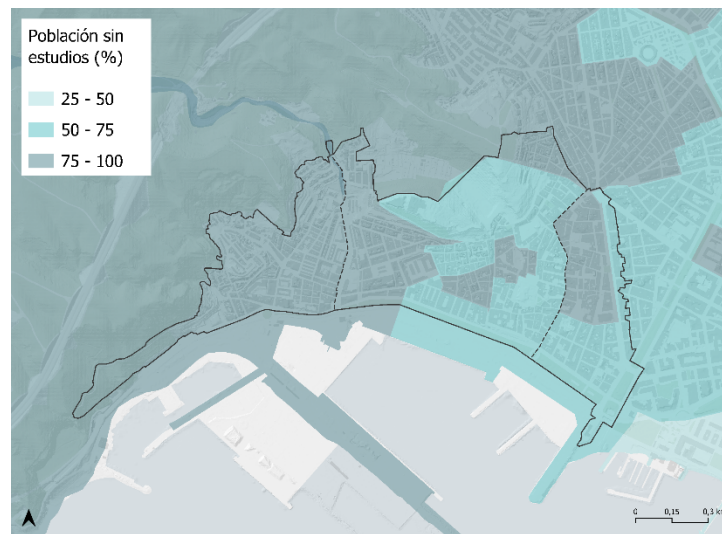 Población sin
estudios (%)
25 - 50
50 - 75
75 - 100
0 0,15 0,3 km